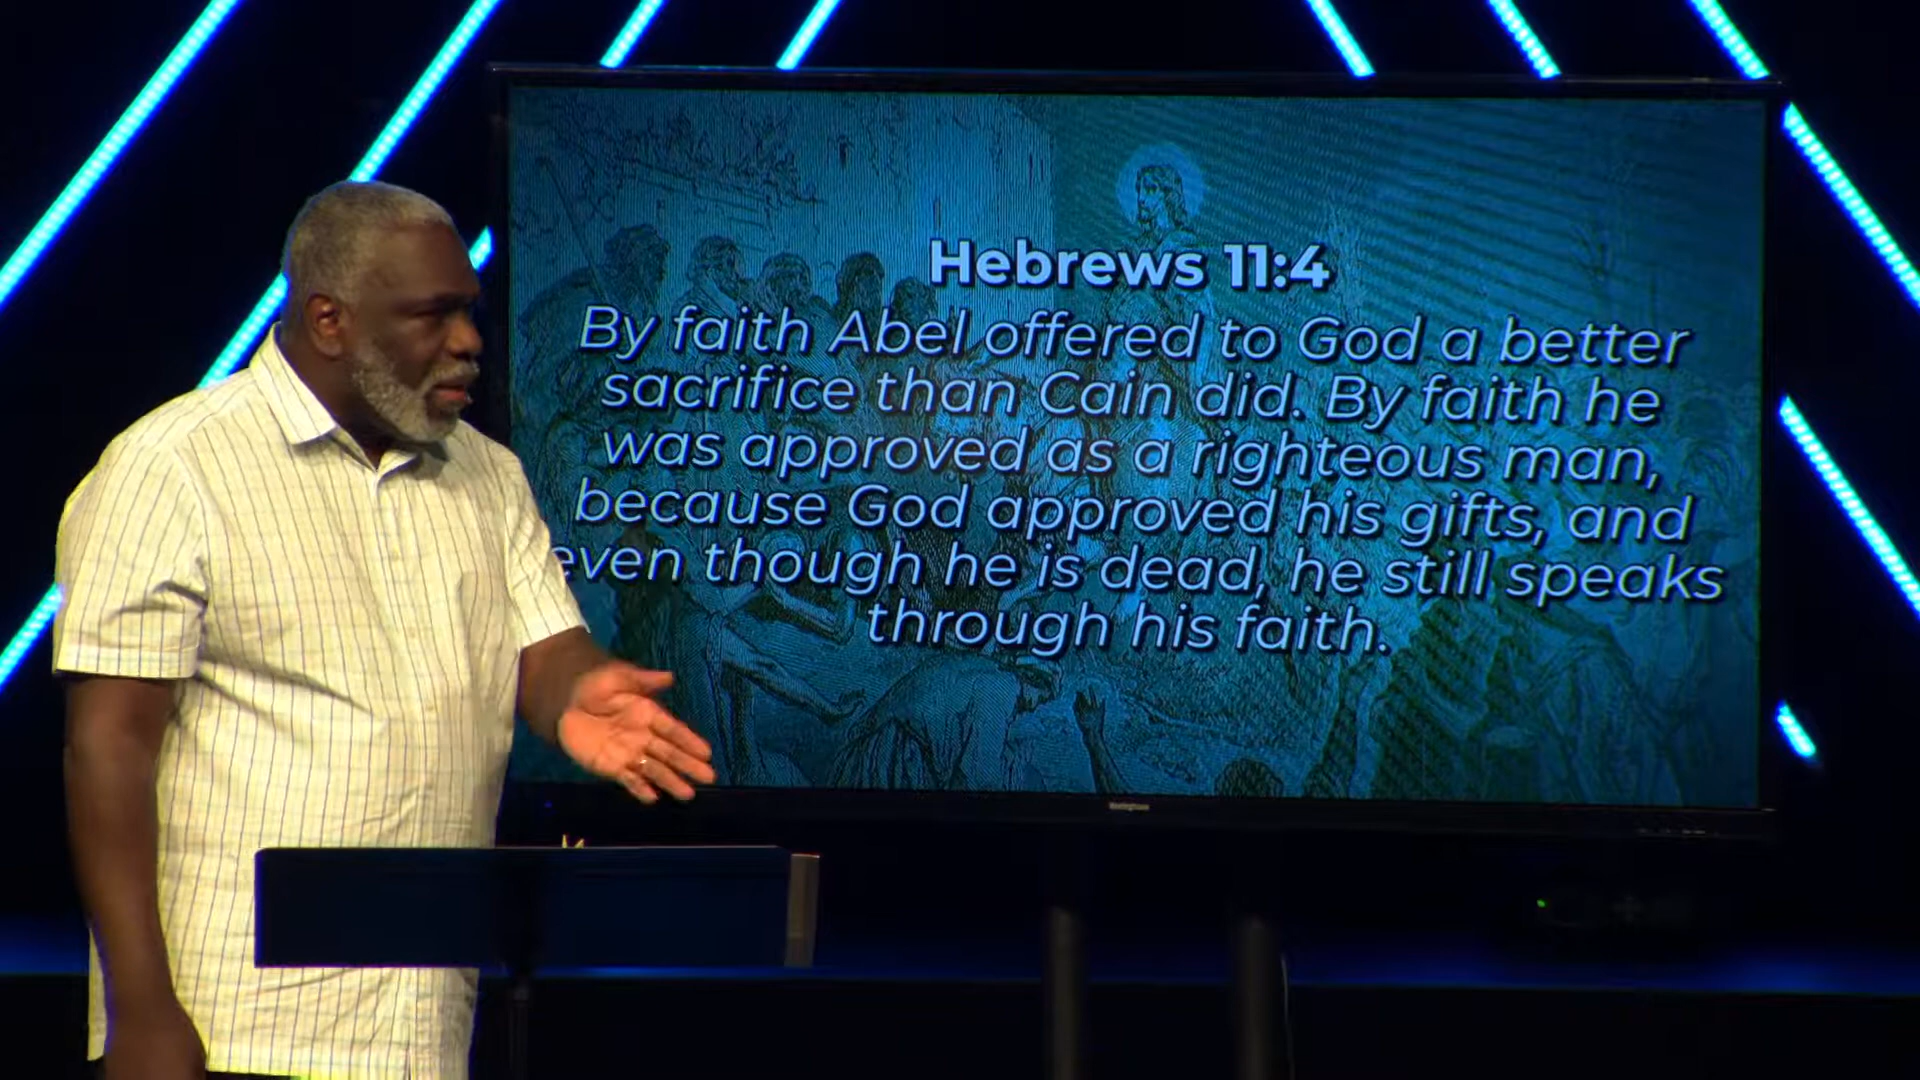 Hebrews 11:4
By faith Abel offered to God a better
sacrifice than Cain did. By faith he
was approved as a righteous man,
because God approved his gifts, and
even though he is dead, he still speaks
through his faith.
Westinghouse